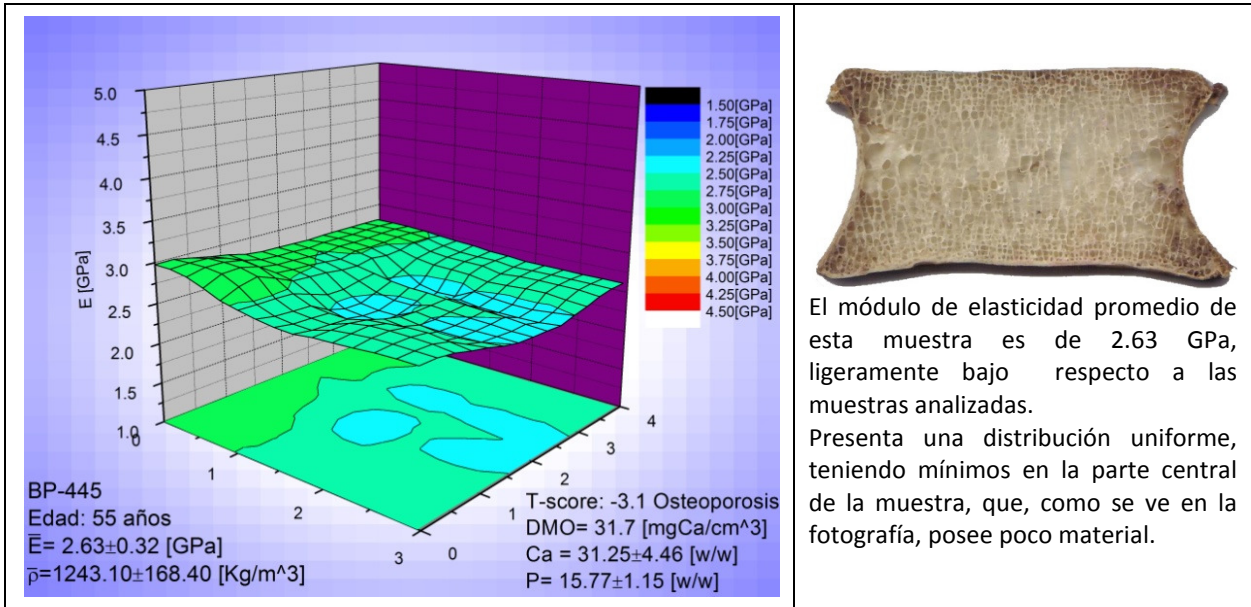 5.0
4.5
4.0
3.5
3.0
2.5
2.0
1.5
1.0
E [GPa]
0
1
2
3
0
1
2
3
4
1.50[GPa]
1.75[GPa]
2.00[GPa]
2.25[GPa]
2.50[GPa]
2.75[GPa]
3.00[GPa]
3.25[GPa]
3.50[GPa]
3.75[GPa]
4.00[GPa]
4.25[GPa]
4.50[GPa]
BP-445
Edad: 55 años
E̅= 2.63±0.32 [GPa]
ρ̅=1243.10±168.40 [Kg/m^3]
T-score: -3.1 Osteoporosis
DMO= 31.7 [mgCa/cm^3]
Ca = 31.25±4.46 [w/w]
P= 15.77±1.15 [w/w]
El módulo de elasticidad promedio de
esta muestra es de 2.63 GPa,
ligeramente bajo respecto a las
muestras analizadas.
Presenta una distribución uniforme,
teniendo mínimos en la parte central
de la muestra, que, como se ve en la
fotografía, posee poco material.